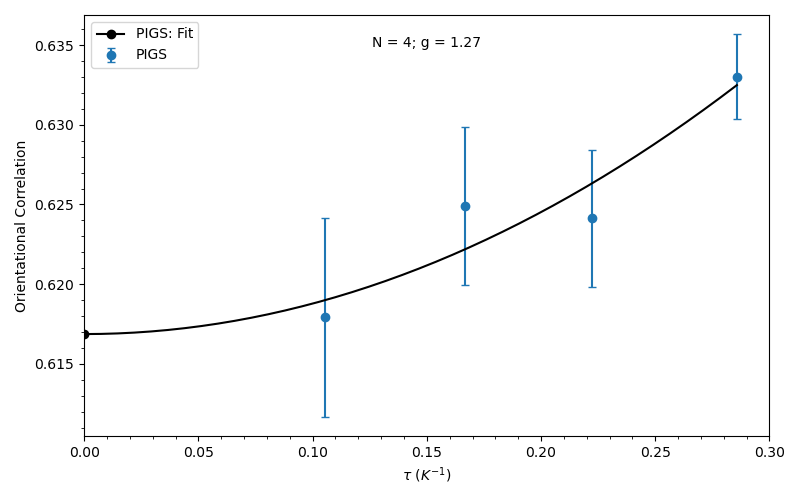 PIGS: Fit
PIGS
N = 4; g = 1.27
Orientational Correlation
0.635
0.630
0.625
0.620
0.615
0.00 0.05 0.10 0.15 0.20 0.25 0.30
τ (K⁻¹)